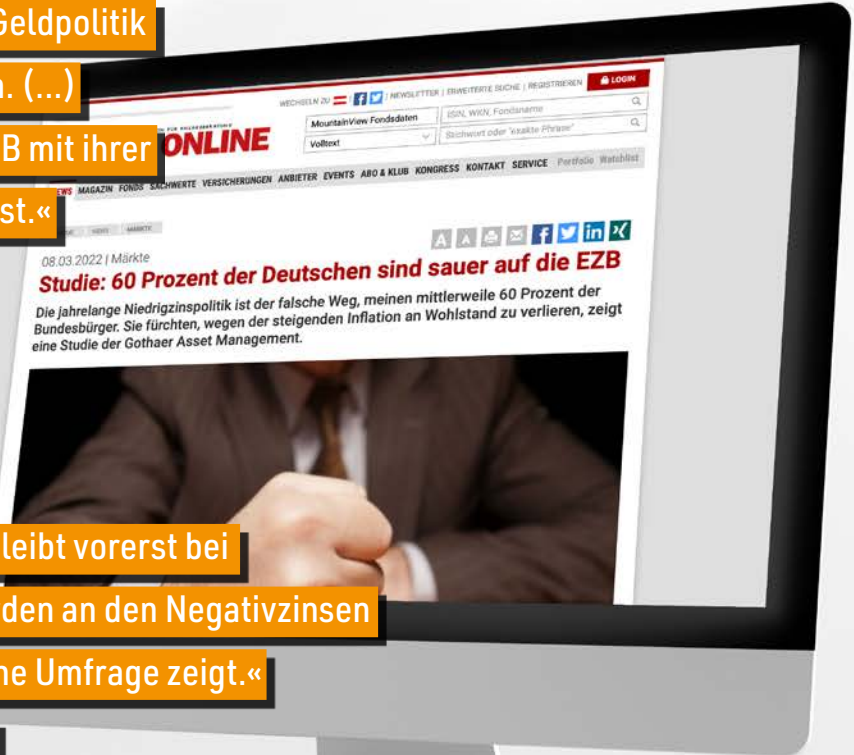 Geldpolitik
(...)
B mit ihrer
st.«
WECHSELN ZU | NEWSLETTER | ERWEITERTE SUCHE | REGISTRIEREN LOGIN
MountainView Fondsdaten ISIN, WKN, Fondsname
Volltext Stichwort oder "exakte Phrase"
ONLINE
NEWS MAGAZIN FONDS SACHWERTE VERSICHERUNGEN ANBIETER EVENTS ABO & KLUB KONGRESS KONTAKT SERVICE Portfolio Watchlist
NEWS MÄRKTE
A A f in
08.03.2022 | Märkte
Studie: 60 Prozent der Deutschen sind sauer auf die EZB
Die jahrelange Niedrigzinspolitik ist der falsche Weg, meinen mittlerweile 60 Prozent der
Bundesbürger. Sie fürchten, wegen der steigenden Inflation an Wohlstand zu verlieren, zeigt
eine Studie der Gothaer Asset Management.
leibt vorerst bei
den an den Negativzinsen
ne Umfrage zeigt.«